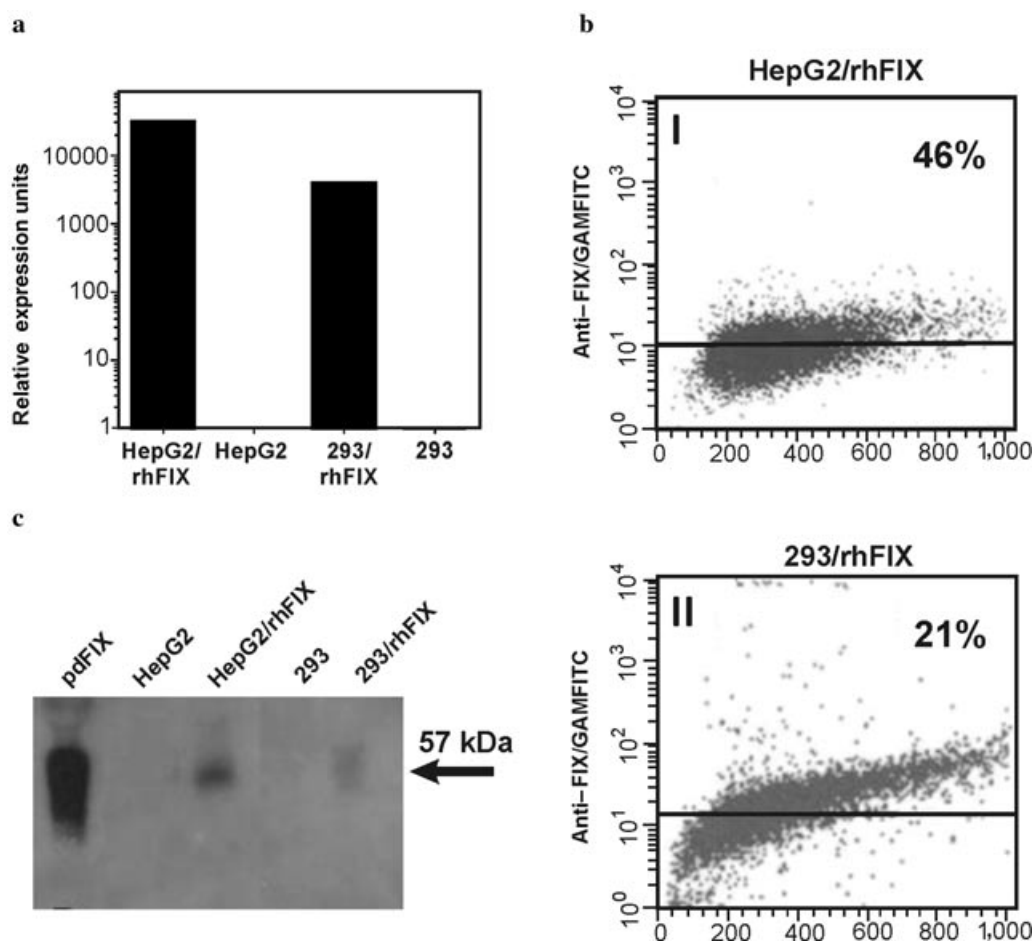 a
Relative expression units
10000
1000
100
10
1
HepG2/ rhFIX
HepG2
293/ rhFIX
293
b
HepG2/rhFIX
I
46%
Anti–FIX/GAMFITC
10^4
10^3
10^2
10^1
10^0
0 200 400 600 800 1,000
293/rhFIX
II
21%
Anti–FIX/GAMFITC
10^4
10^3
10^2
10^1
10^0
0 200 400 600 800 1,000
c
pdFIX
HepG2
HepG2/rhFIX
293
293/rhFIX
57 kDa